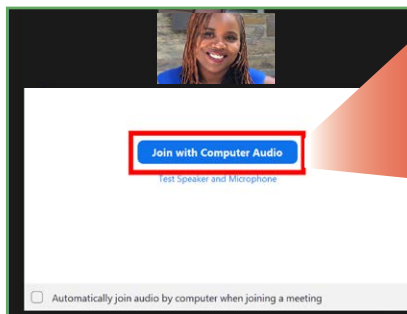 Join with Computer Audio
Test Speaker and Microphone
Automatically join audio by computer when joining a meeting